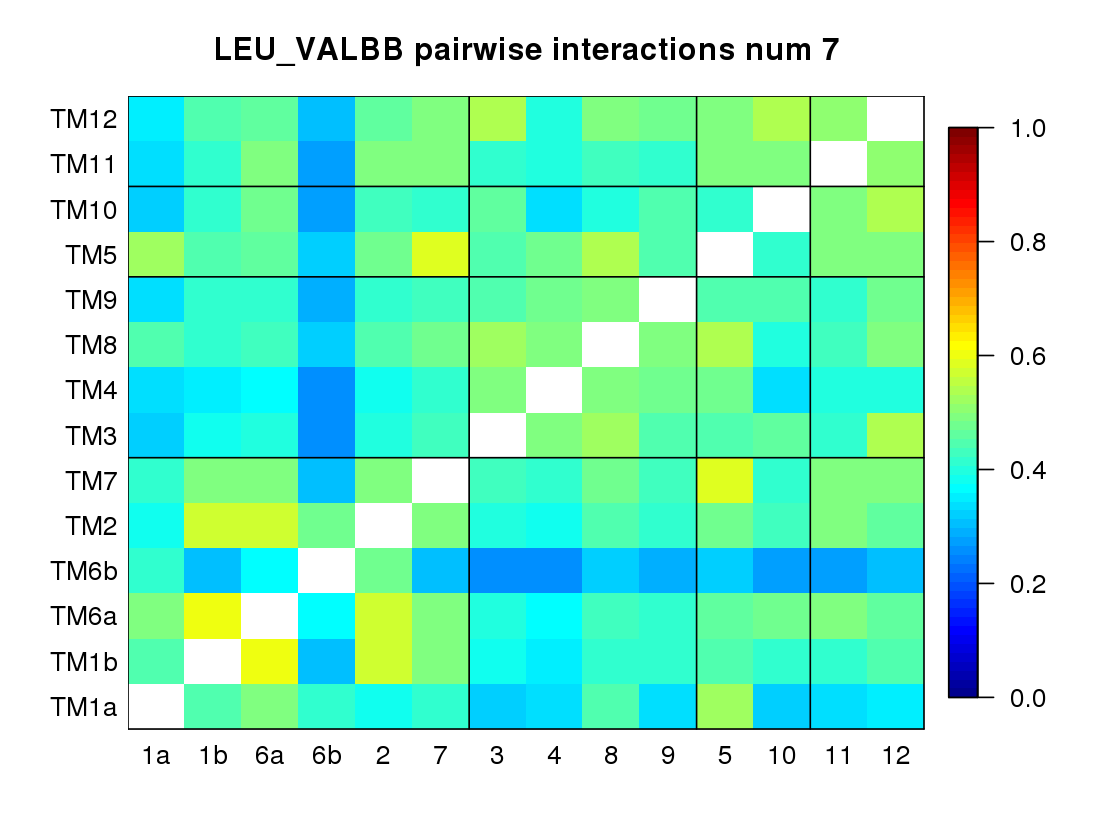 LEU_VALBB pairwise interactions num 7
TM12
TM11
TM10
TM5
TM9
TM8
TM4
TM3
TM7
TM2
TM6b
TM6a
TM1b
TM1a
1a 1b 6a 6b 2 7 3 4 8 9 5 10 11 12
1.0
0.8
0.6
0.4
0.2
0.0